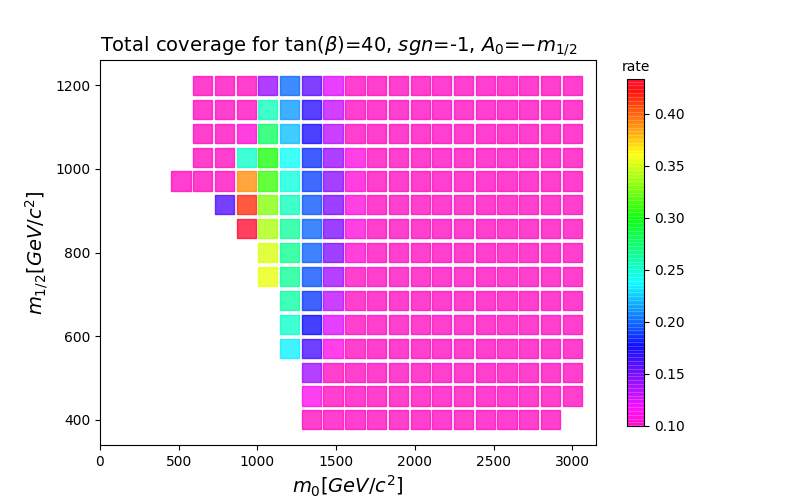 Total coverage for tan(β)=40, sgn=-1, A₀=−m₁/₂
rate
1200
1000
800
600
400
m₁/₂[GeV/c²]
0 500 1000 1500 2000 2500 3000
m₀[GeV/c²]
0.40
0.35
0.30
0.25
0.20
0.15
0.10